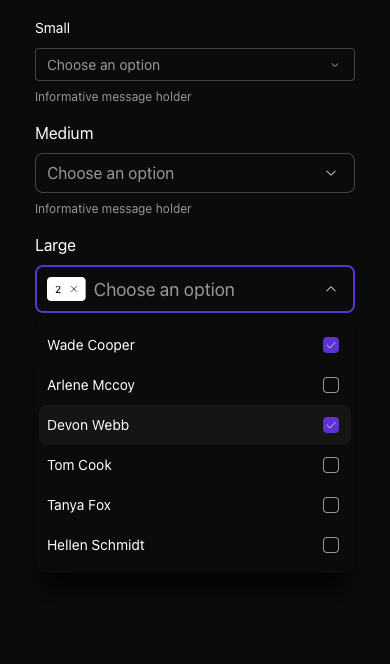 Small
Choose an option
Informative message holder
Medium
Choose an option
Informative message holder
Large
2 × Choose an option
Wade Cooper
Arlene Mccoy
Devon Webb
Tom Cook
Tanya Fox
Hellen Schmidt